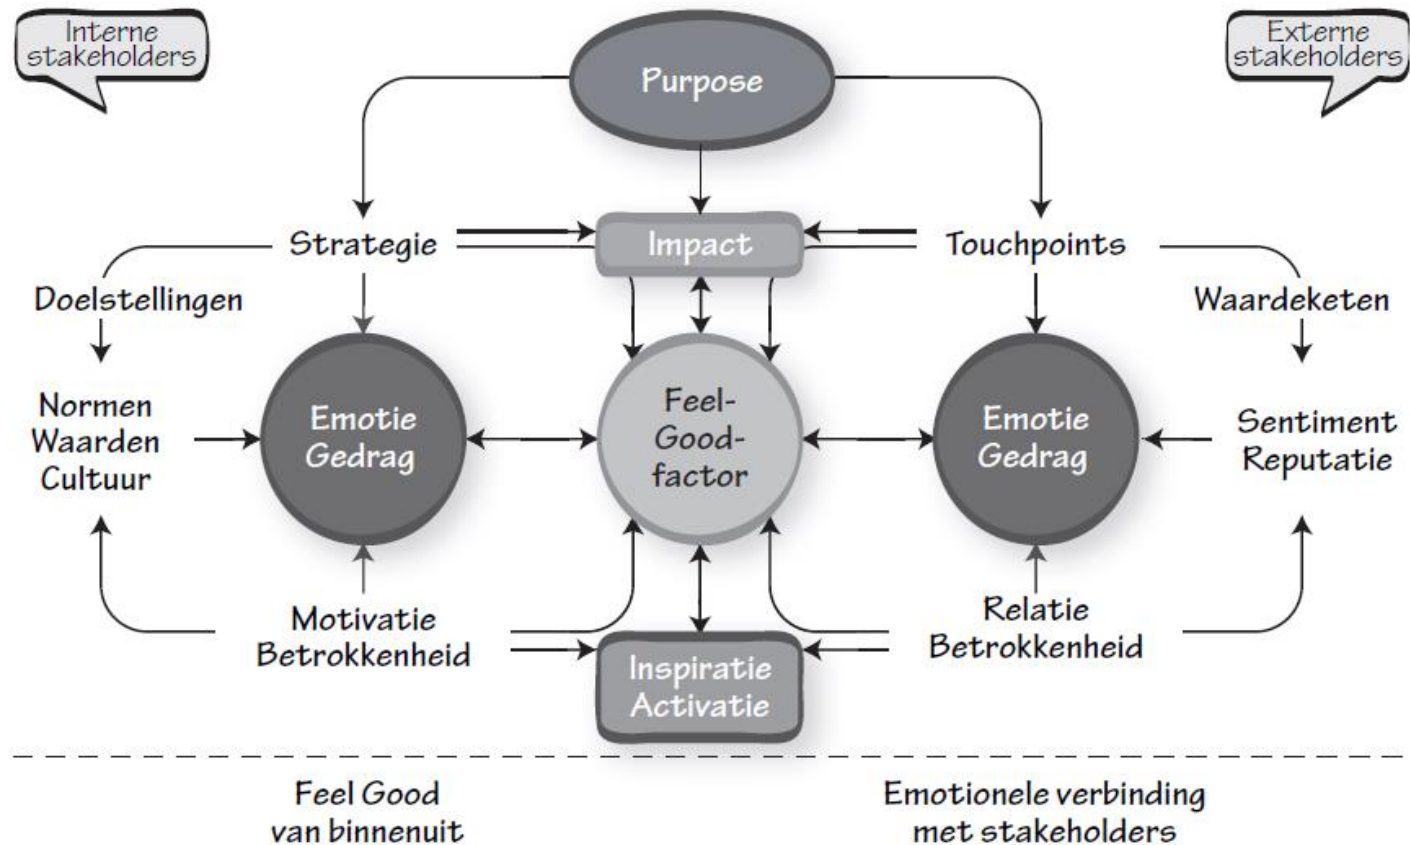 Interne
stakeholders
Externe
stakeholders
Purpose
Strategie
Impact
Touchpoints
Doelstellingen
Waardeketen
Normen
Waarden
Cultuur
Emotie
Gedrag
Feel-
Good-
factor
Emotie
Gedrag
Sentiment
Reputatie
Motivatie
Betrokkenheid
Relatie
Betrokkenheid
Inspiratie
Activatie
Feel Good
van binnenuit
Emotionele verbinding
met stakeholders